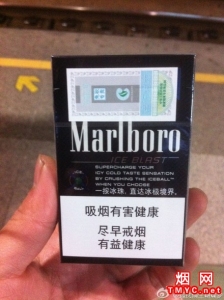 Marlboro
ICE BLAST
SUPERCHARGE YOUR
ICY COLD TASTE SENSATION
BY CRUSHING THE ICEBALL
WHEN YOU CHOOSE
一按冰珠，直达冰极境界。
吸烟有害健康
尽早戒烟
有益健康
烟网
TMYC.net